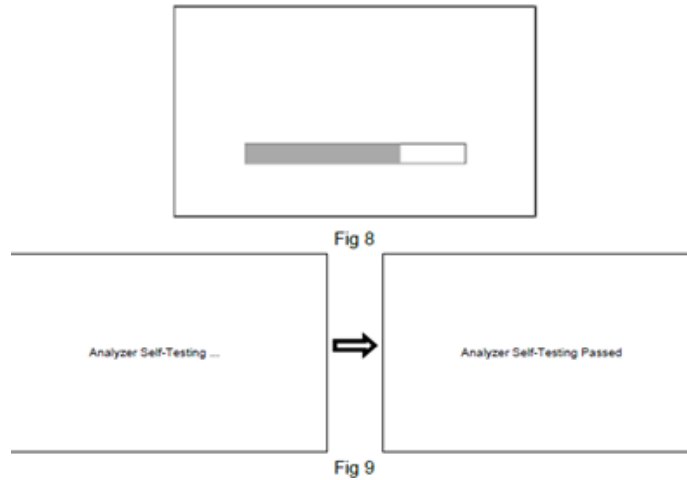 Fig 8
Analyzer Self-Testing ...
Analyzer Self-Testing Passed
Fig 9